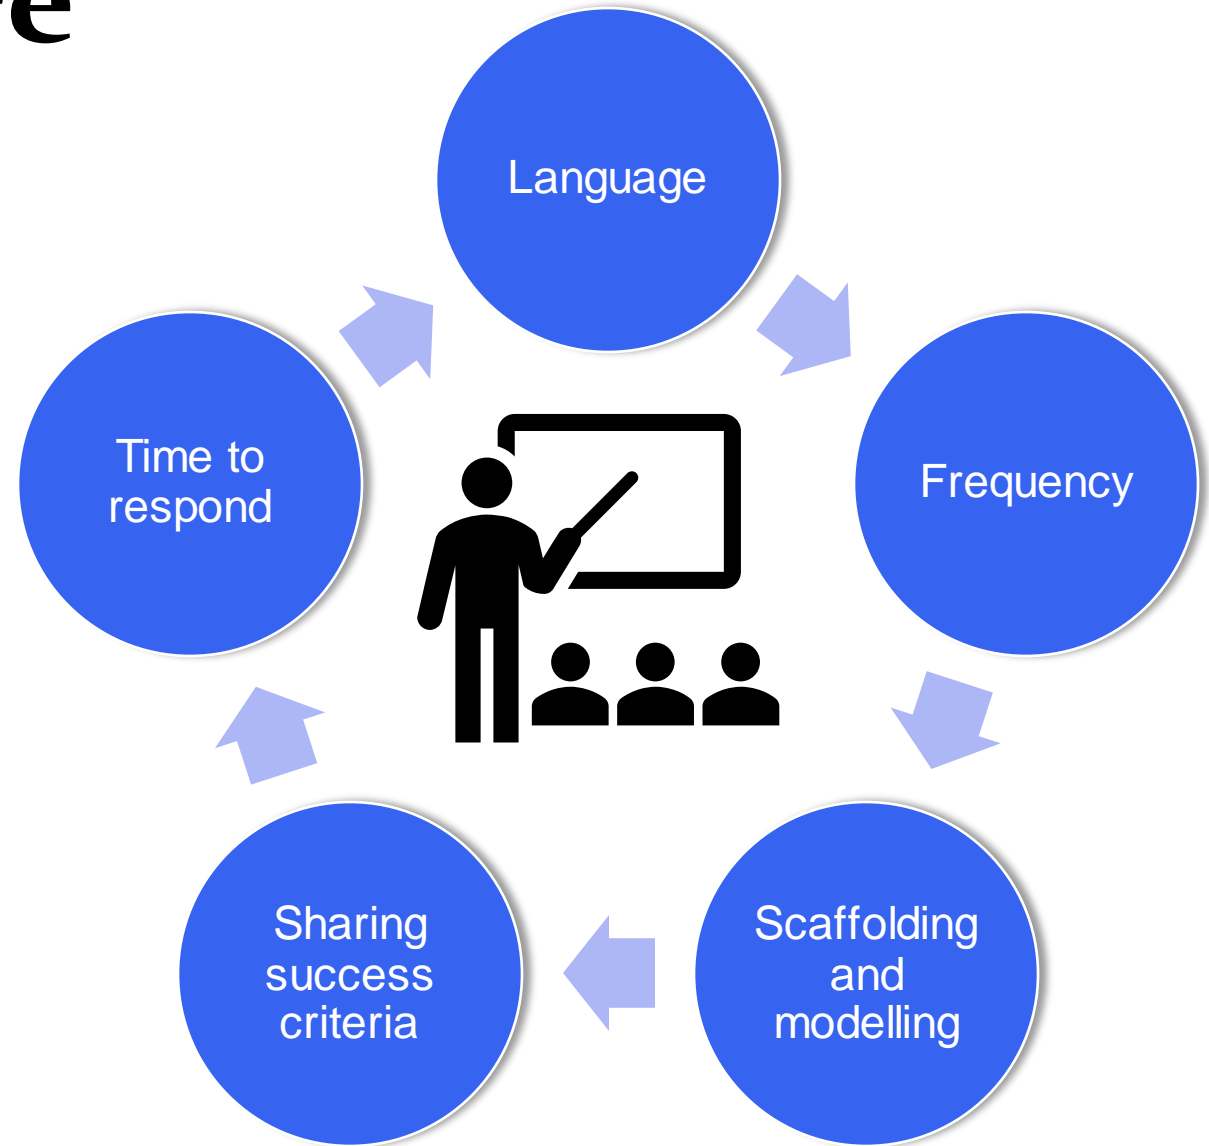 Language
Frequency
Scaffolding
and
modelling
Sharing
success
criteria
Time to
respond